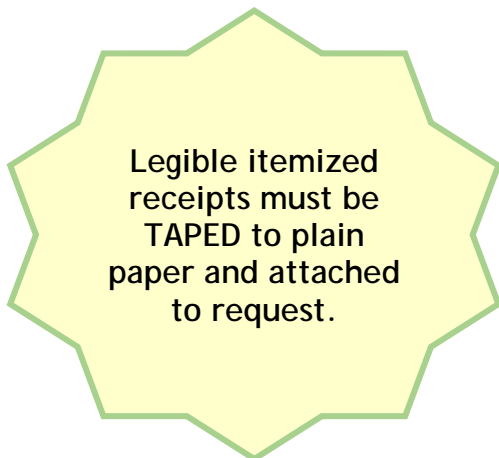 Legible itemized
receipts must be
TAPED to plain
paper and attached
to request.